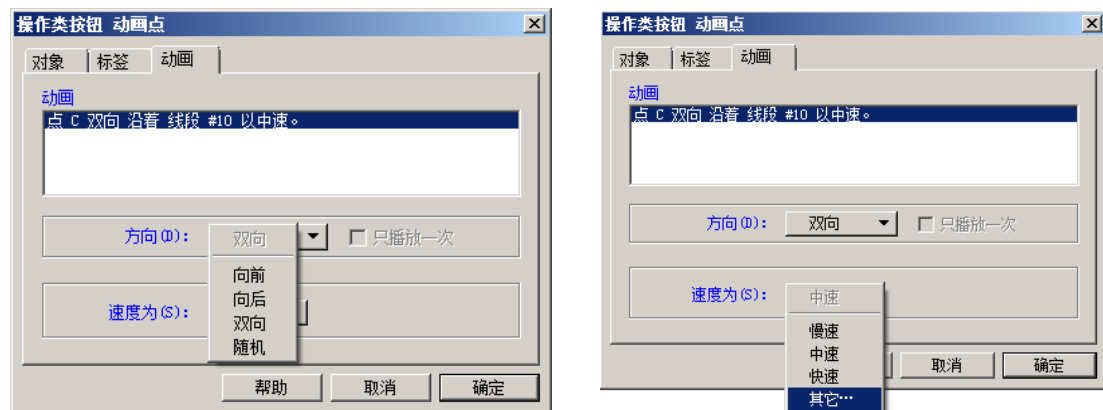 操作类按钮 动画点
对象 标签 动画
动画
点 C 双向 沿着 线段 #10 以中速。
方向(D): 双向 只播放一次
向前
向后
速度为(S):
双向
随机
帮助 取消 确定
操作类按钮 动画点
对象 标签 动画
动画
点 C 双向 沿着 线段 #10 以中速。
方向(D): 双向 只播放一次
速度为(S): 中速
慢速
中速
快速
其它…
取消 确定